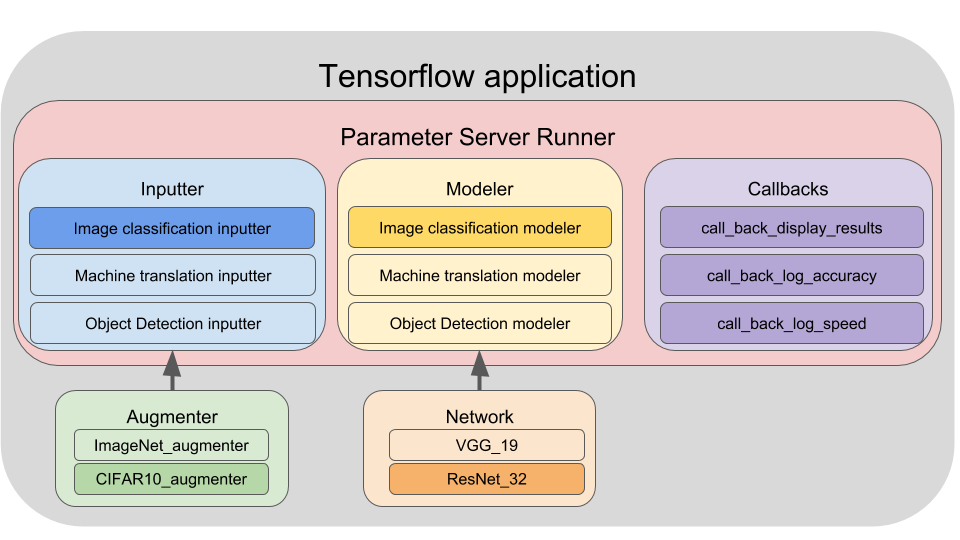 Tensorflow application
Parameter Server Runner
Inputter
Image classification inputter
Machine translation inputter
Object Detection inputter
Modeler
Image classification modeler
Machine translation modeler
Object Detection modeler
Callbacks
call_back_display_results
call_back_log_accuracy
call_back_log_speed
Augmenter
ImageNet_augmenter
CIFAR10_augmenter
Network
VGG_19
ResNet_32